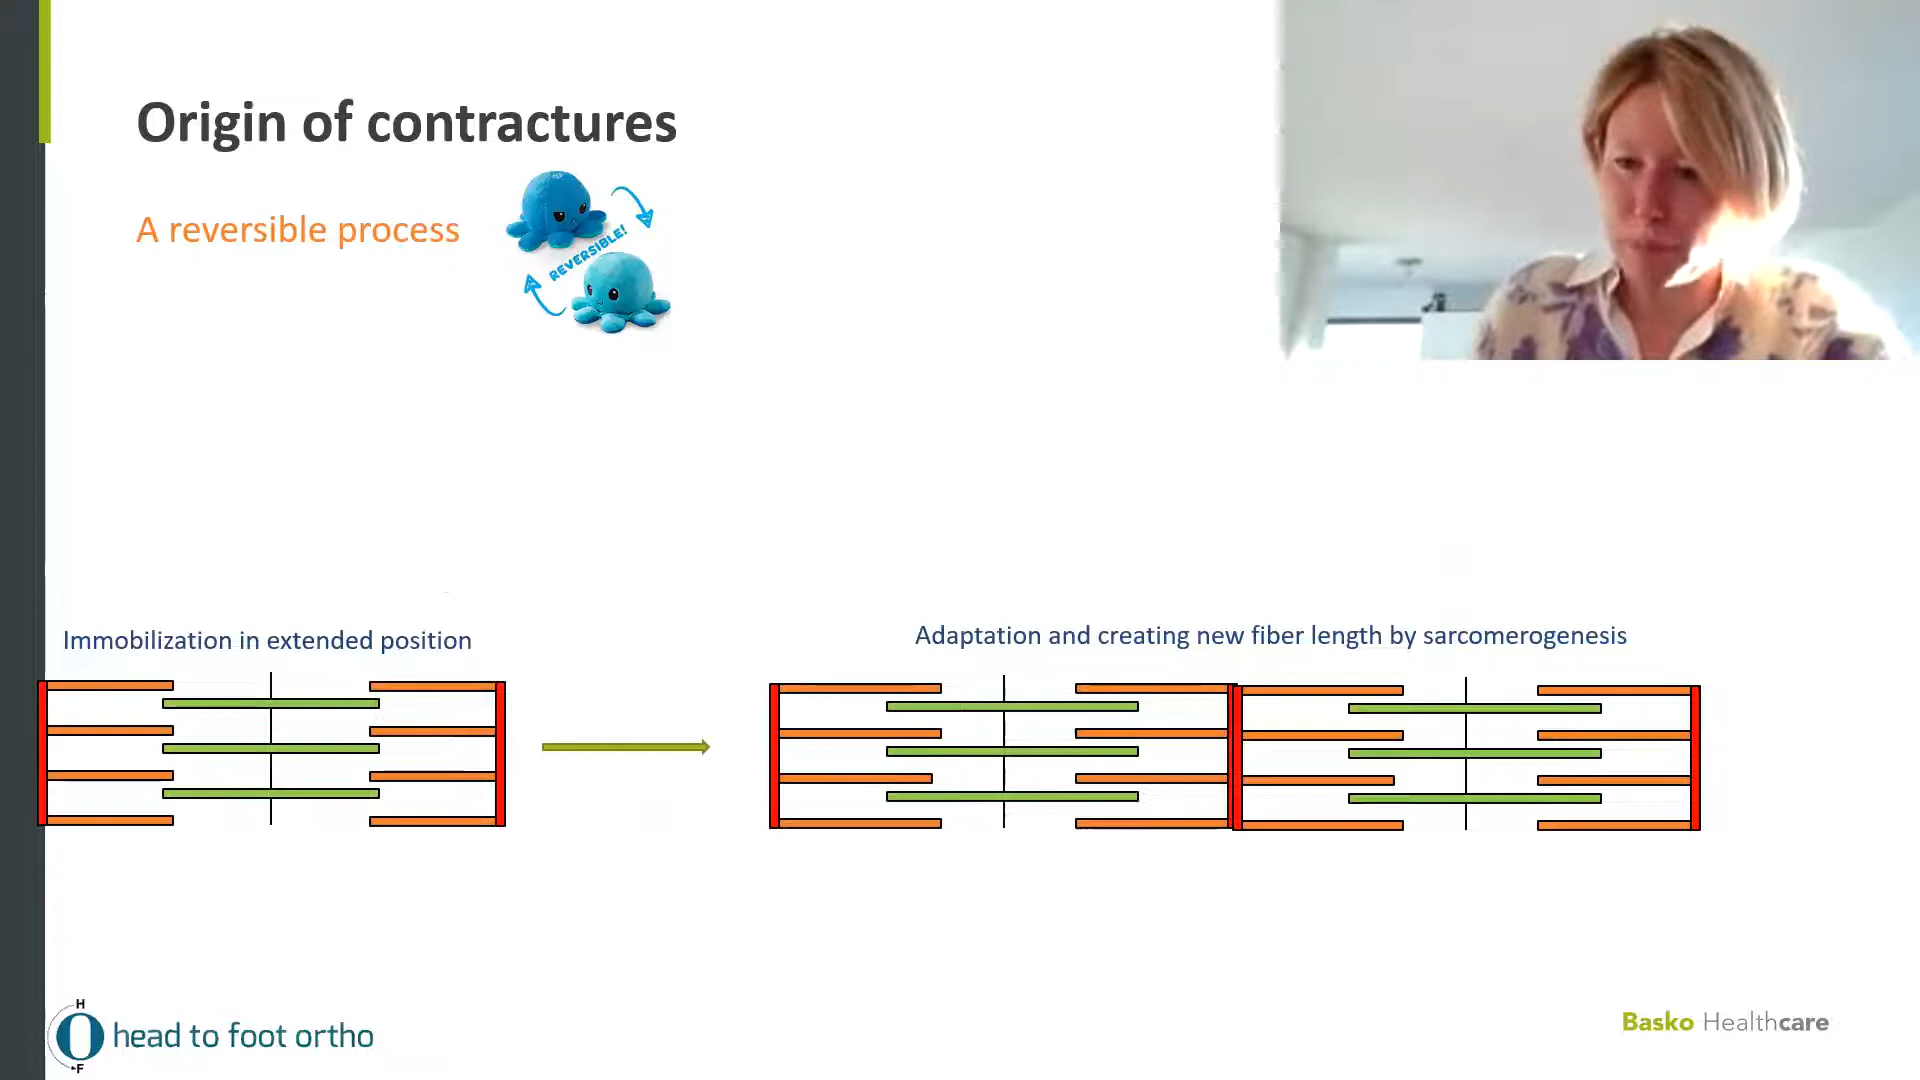 Origin of contractures
A reversible process
REVERSIBLE!
Immobilization in extended position
Adaptation and creating new fiber length by sarcomerogenesis
H
head to foot ortho
F
Basko Healthcare